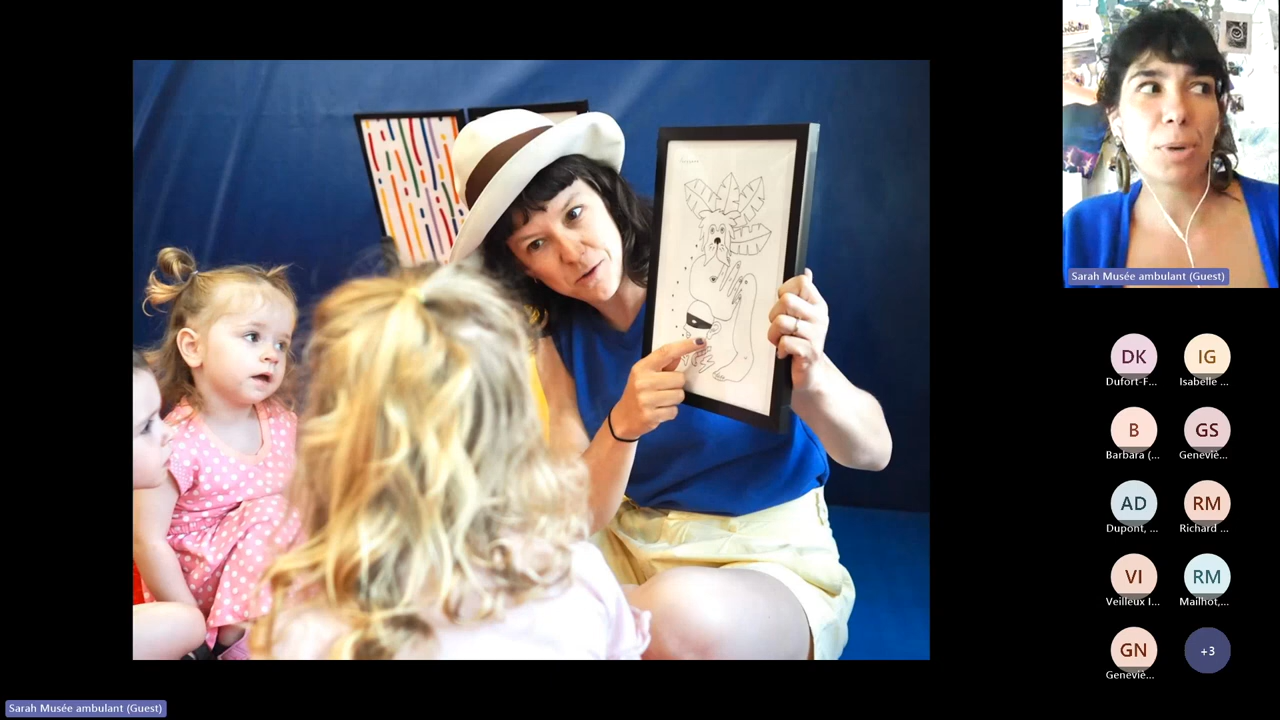 Sarah Musée ambulant (Guest)
DK
IG
Dufort-F...
Isabelle ...
B
GS
Barbara (...
Geneviè...
AD
RM
Dupont, ...
Richard ...
VI
RM
Veilleux I...
Mailhot,...
GN
+3
Geneviè...
Sarah Musée ambulant (Guest)